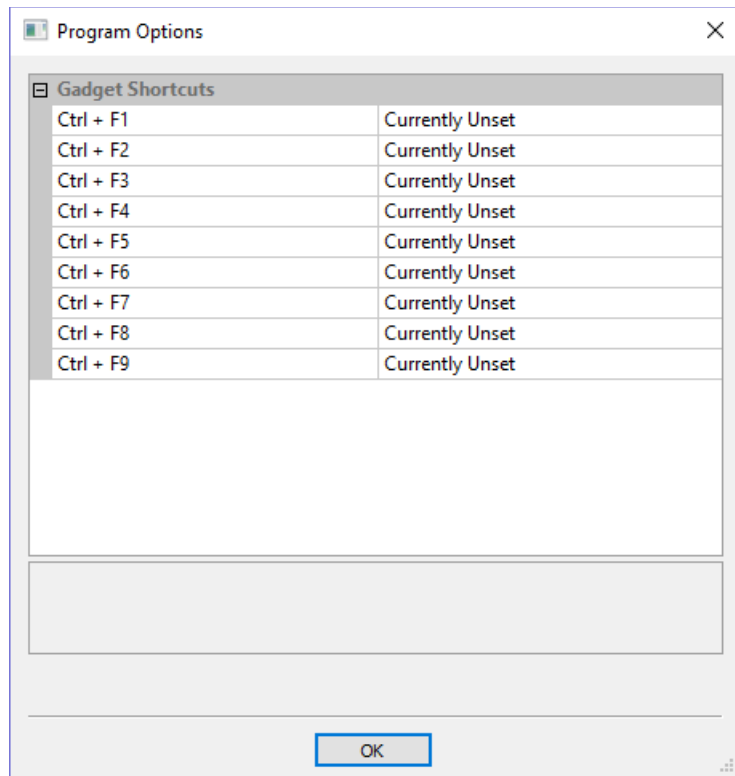 Program Options
Gadget Shortcuts
Ctrl + F1 Currently Unset
Ctrl + F2 Currently Unset
Ctrl + F3 Currently Unset
Ctrl + F4 Currently Unset
Ctrl + F5 Currently Unset
Ctrl + F6 Currently Unset
Ctrl + F7 Currently Unset
Ctrl + F8 Currently Unset
Ctrl + F9 Currently Unset
OK